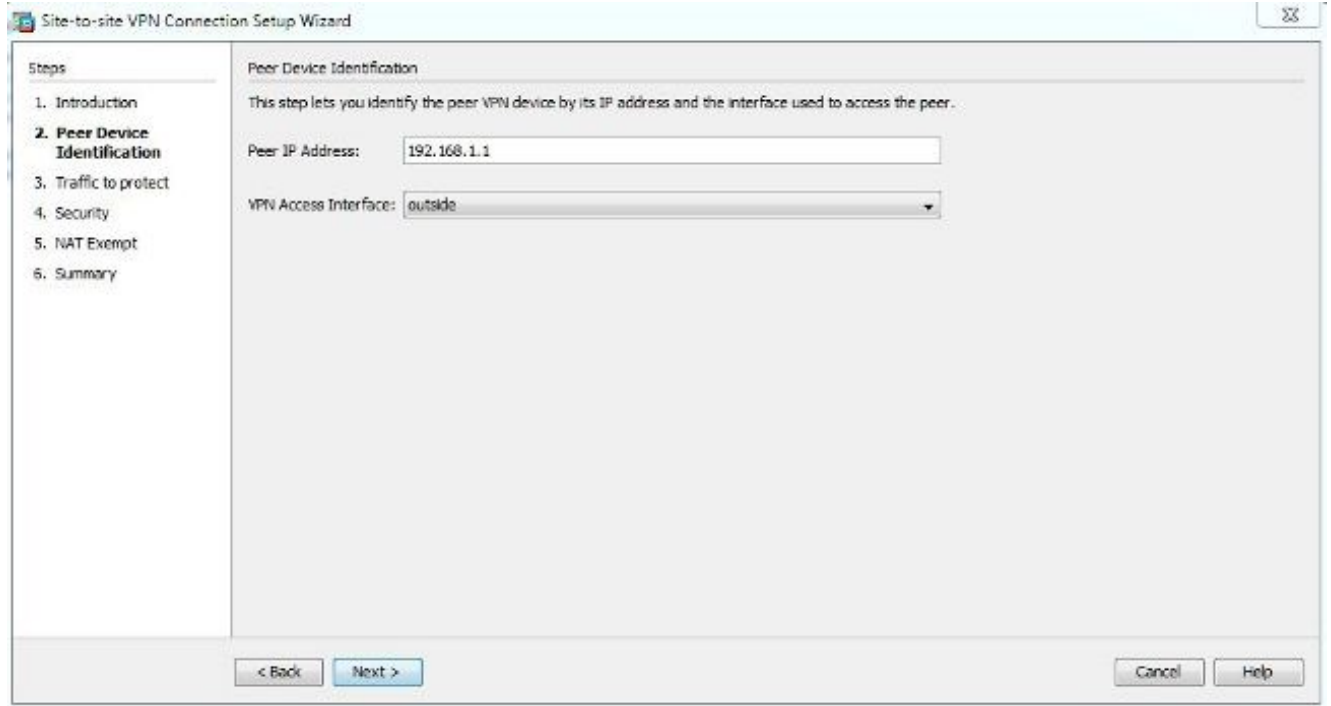 Site-to-site VPN Connection Setup Wizard
Steps
1. Introduction
2. Peer Device
Identification
3. Traffic to protect
4. Security
5. NAT Exempt
6. Summary
Peer Device Identification
This step lets you identify the peer VPN device by its IP address and the interface used to access the peer.
Peer IP Address: 192.168.1.1
VPN Access Interface: outside
< Back Next > Cancel Help